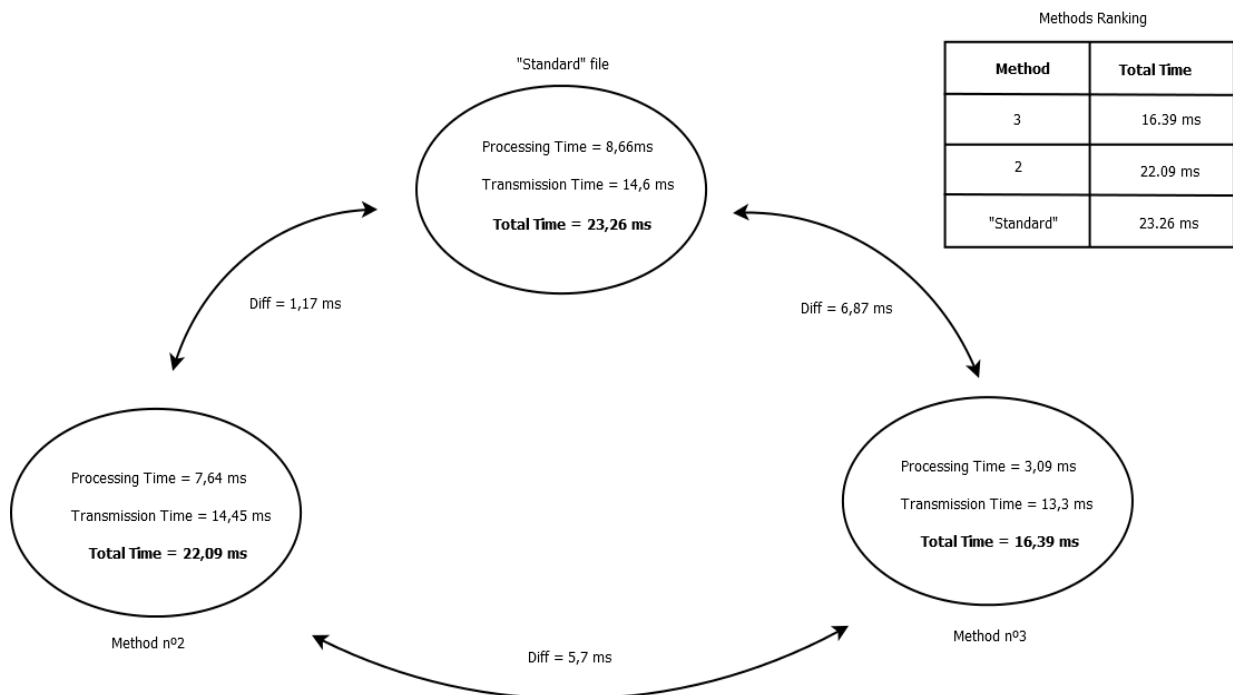 Methods Ranking
Method Total Time
3 16.39 ms
2 22.09 ms
"Standard" 23.26 ms
"Standard" file
Processing Time = 8,66ms
Transmission Time = 14,6 ms
Total Time = 23,26 ms
Diff = 1,17 ms
Diff = 6,87 ms
Processing Time = 7,64 ms
Transmission Time = 14,45 ms
Total Time = 22,09 ms
Method nº2
Processing Time = 3,09 ms
Transmission Time = 13,3 ms
Total Time = 16,39 ms
Method nº3
Diff = 5,7 ms